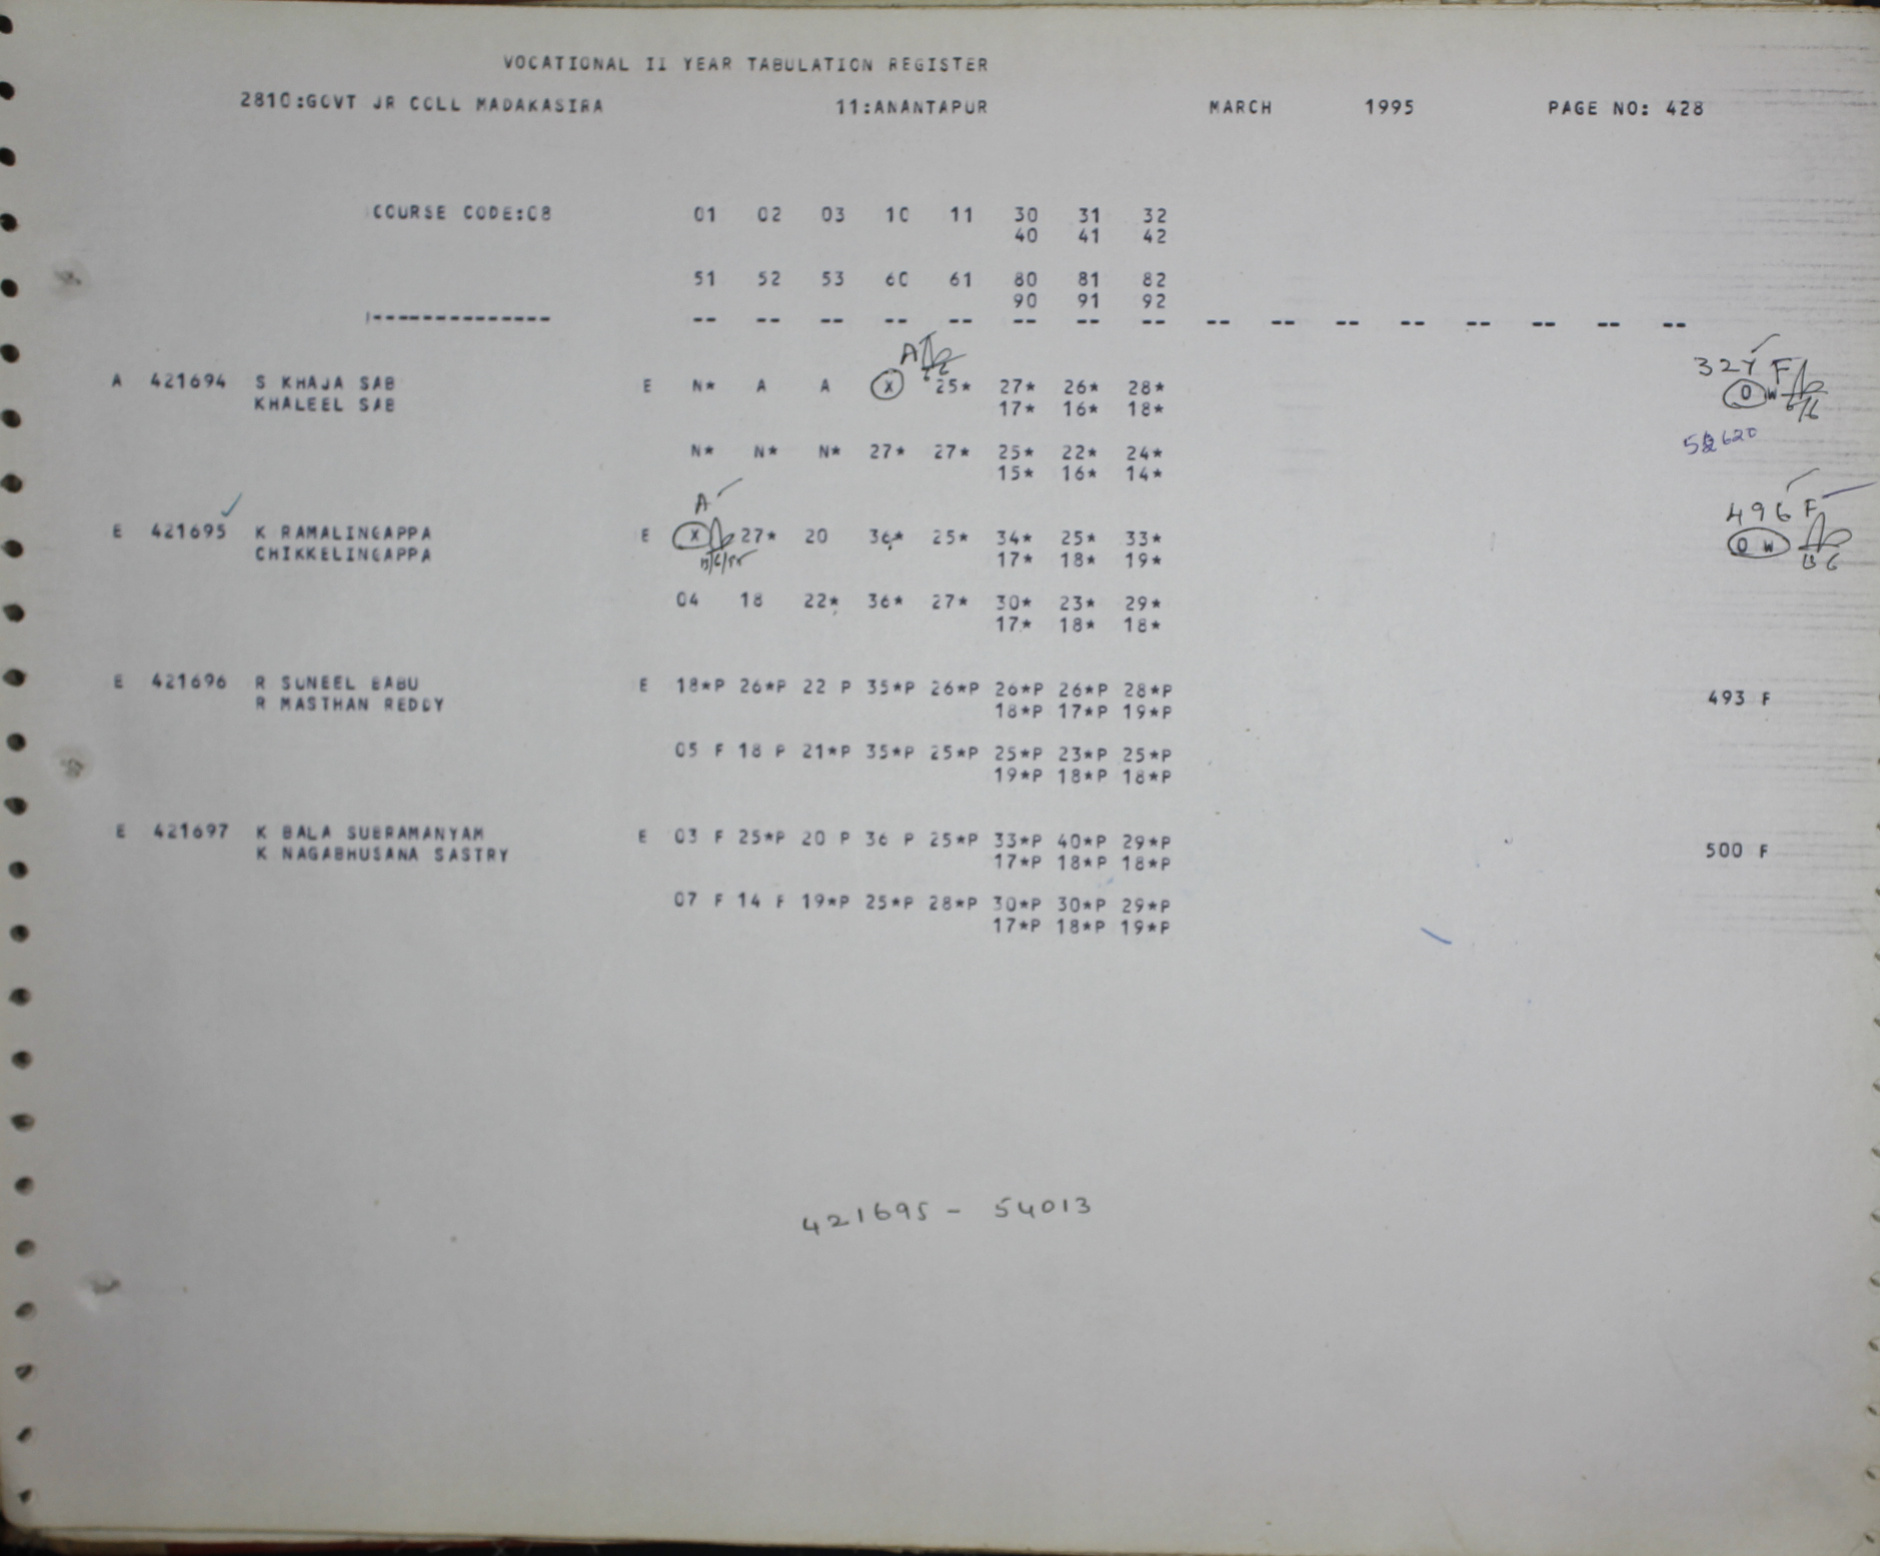 VOCATIONAL II YEAR TABULATION REGISTER
2810:GOVT JR COLL MADAKASIRA 11:ANANTAPUR MARCH 1995 PAGE NO: 428
COURSE CODE:08 01 02 03 10 11 30 31 32
40 41 42
51 52 53 60 61 80 81 82
90 91 92
|-------------- -- -- -- -- -- -- -- -- -- -- -- -- -- -- -- --
A
A 421694 S KHAJA SAB E N* A A X 25* 27* 26* 28* 327 F
KHALEEL SAB 17* 16* 18* O W
N* N* N* 27* 27* 25* 22* 24*
15* 16* 14*
A
496 F
E 421695 K RAMALINGAPPA E X 27* 20 36* 25* 34* 25* 33* O W
CHIKKELINGAPPA 17* 18* 19*
04 18 22* 36* 27* 30* 23* 29*
17* 18* 18*
E 421696 R SUNEEL BABU E 18*P 26*P 22 P 35*P 26*P 26*P 26*P 28*P 493 F
R MASTHAN REDDY 18*P 17*P 19*P
05 F 18 P 21*P 35*P 25*P 25*P 23*P 25*P
19*P 18*P 18*P
E 421697 K BALA SUBRAMANYAM E 03 F 25*P 20 P 36 P 25*P 33*P 40*P 29*P 500 F
K NAGABHUSANA SASTRY 17*P 18*P 18*P
07 F 14 F 19*P 25*P 28*P 30*P 30*P 29*P
17*P 18*P 19*P
421695 - 54013